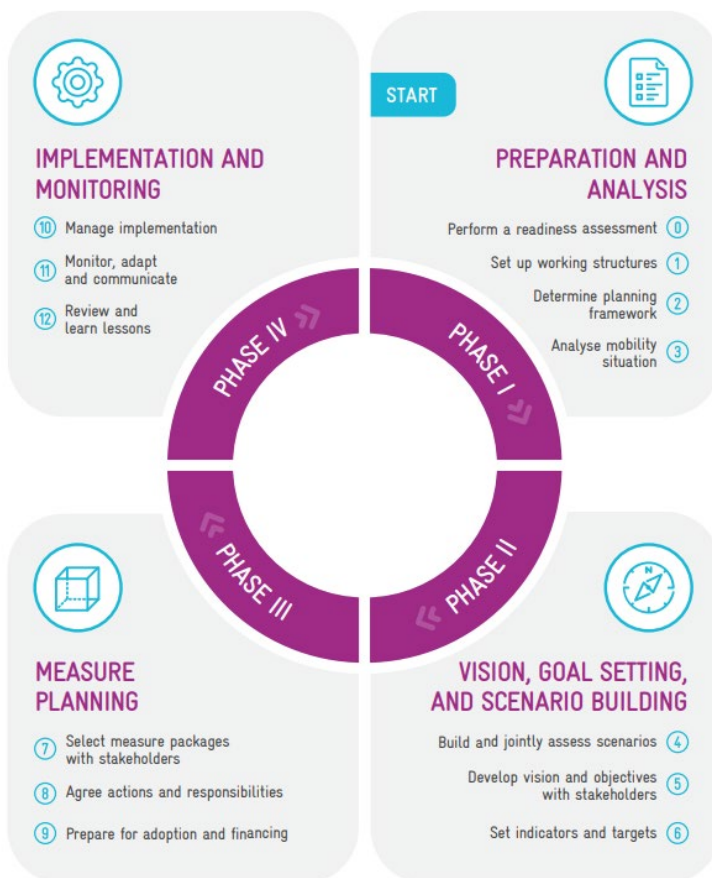 START
PREPARATION AND
ANALYSIS
Perform a readiness assessment 0
Set up working structures 1
Determine planning
framework 2
Analyse mobility
situation 3
PHASE I
VISION, GOAL SETTING,
AND SCENARIO BUILDING
Build and jointly assess scenarios 4
Develop vision and objectives
with stakeholders 5
Set indicators and targets 6
PHASE II
N
MEASURE
PLANNING
7 Select measure packages
with stakeholders
8 Agree actions and responsibilities
9 Prepare for adoption and financing
PHASE III
IMPLEMENTATION AND
MONITORING
10 Manage implementation
11 Monitor, adapt
and communicate
12 Review and
learn lessons
PHASE IV